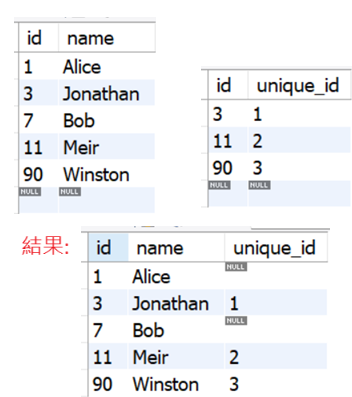 id name
1 Alice
3 Jonathan
7 Bob
11 Meir
90 Winston
NULL NULL
id unique_id
3 1
11 2
90 3
NULL NULL
結果:
id name unique_id
1 Alice NULL
3 Jonathan 1
7 Bob NULL
11 Meir 2
90 Winston 3